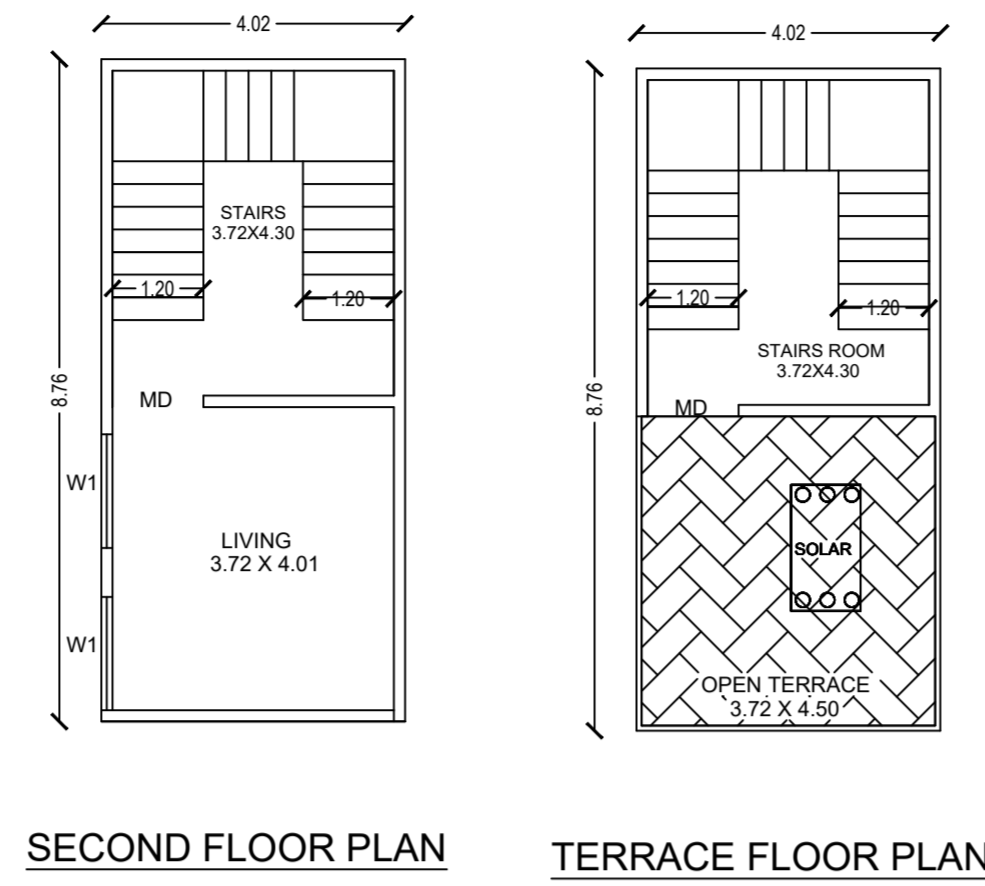 4.02
8.76
STAIRS
3.72X4.30
1.20
1.20
MD
W1
LIVING
3.72 X 4.01
W1
SECOND FLOOR PLAN
4.02
8.76
1.20
1.20
STAIRS ROOM
3.72X4.30
MD
SOLAR
OPEN TERRACE
3.72 X 4.50
TERRACE FLOOR PLAN